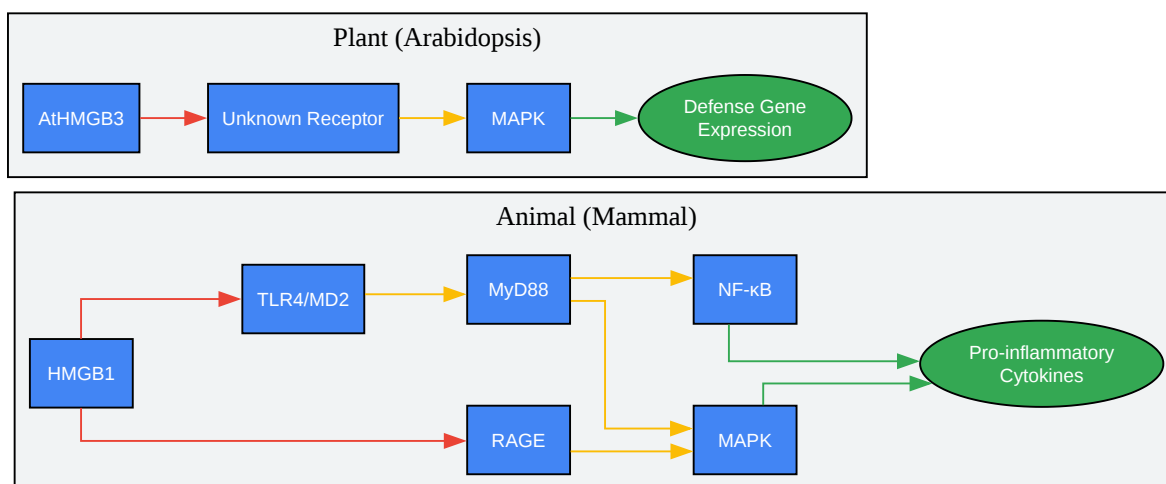 Plant (Arabidopsis)
AtHMGB3
Unknown Receptor
MAPK
Defense Gene
Expression
Animal (Mammal)
HMGB1
TLR4/MD2
MyD88
NF-κB
RAGE
MAPK
Pro-inflammatory
Cytokines